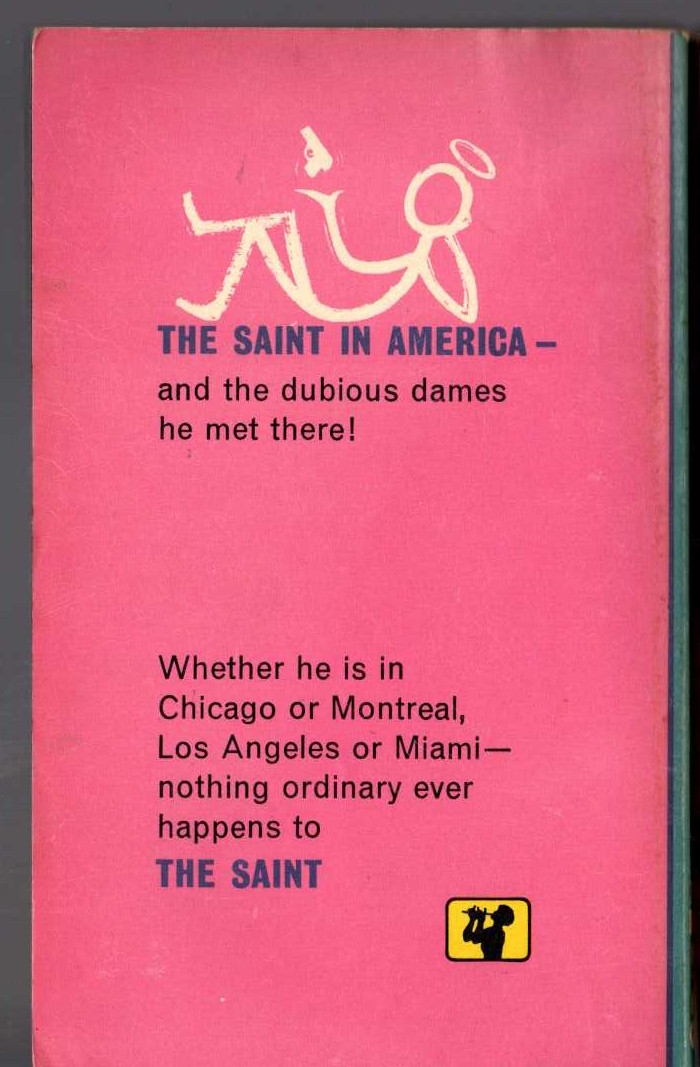 THE SAINT IN AMERICA –
and the dubious dames
he met there!
Whether he is in
Chicago or Montreal,
Los Angeles or Miami—
nothing ordinary ever
happens to
THE SAINT